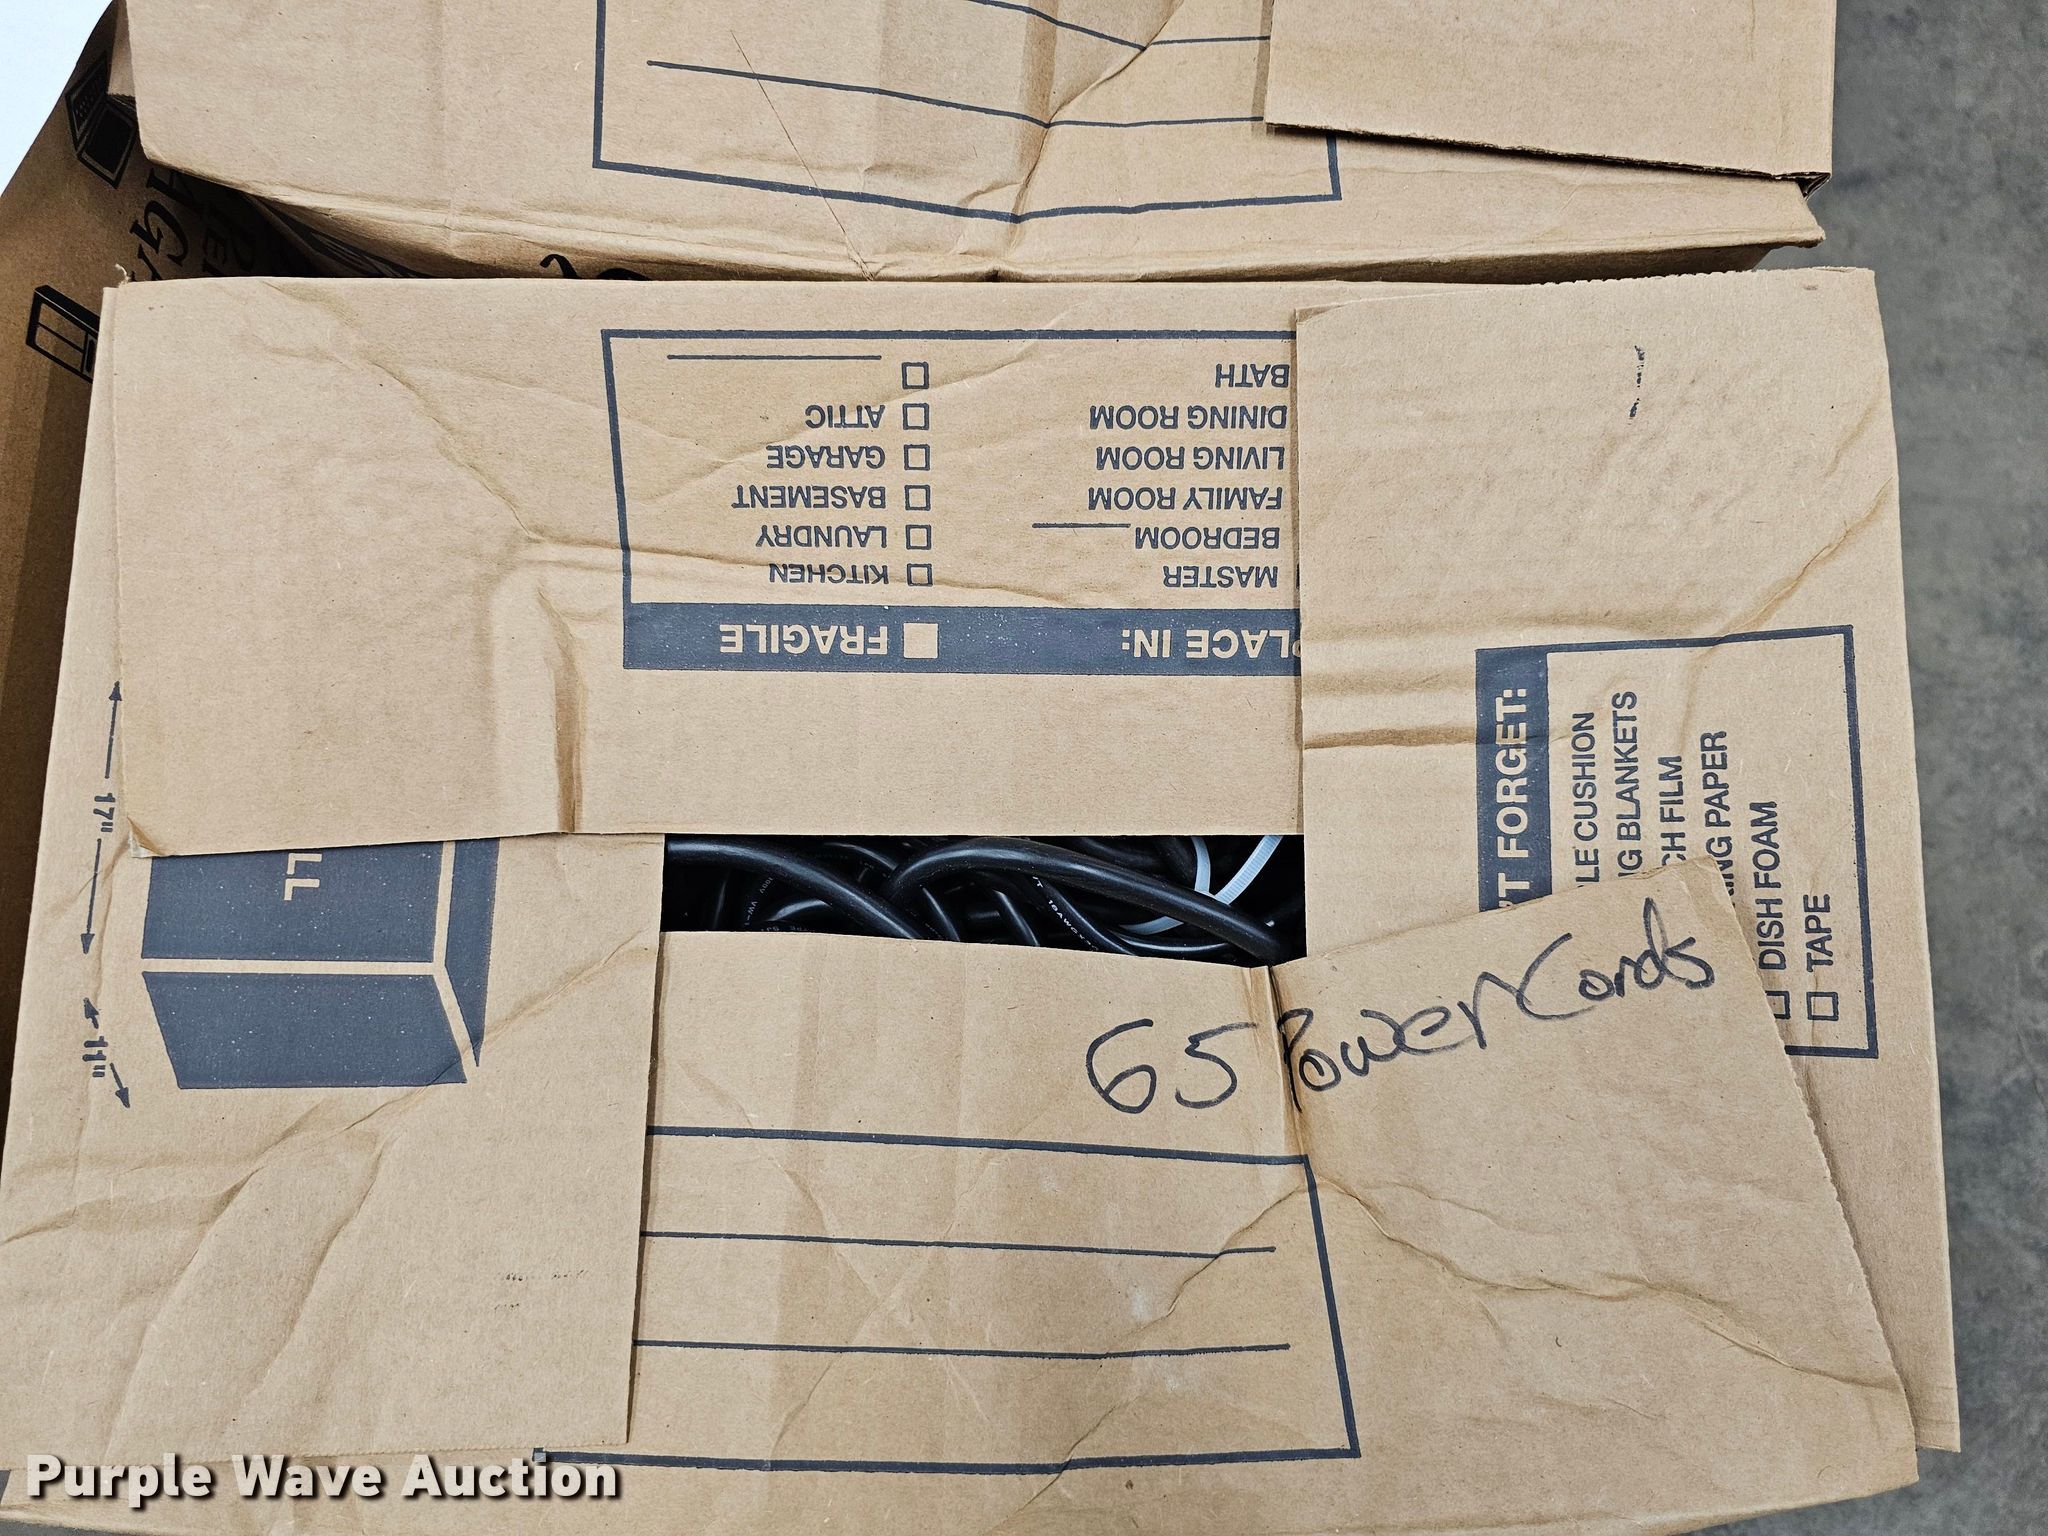 BATH
DINING ROOM
LIVING ROOM
FAMILY ROOM
BEDROOM
MASTER
PLACE IN:
ATTIC
GARAGE
BASEMENT
LAUNDRY
KITCHEN
FRAGILE
17"
11"
LL
'T FORGET:
LE CUSHION
G BLANKETS
CH FILM
ING PAPER
DISH FOAM
TAPE
65 Power Cords
Purple Wave Auction